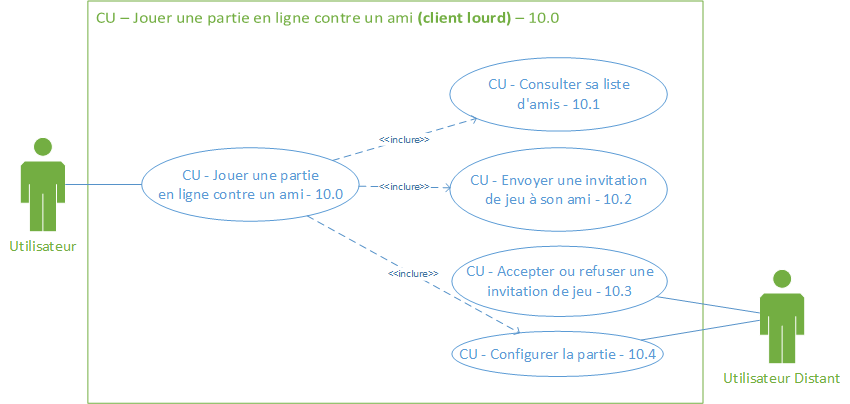 CU – Jouer une partie en ligne contre un ami (client lourd) – 10.0
CU - Consulter sa liste
d'amis - 10.1
<<inclure>>
CU - Jouer une partie
en ligne contre un ami - 10.0
<<inclure>>
CU - Envoyer une invitation
de jeu à son ami - 10.2
Utilisateur
<<inclure>>
CU - Accepter ou refuser une
invitation de jeu - 10.3
CU - Configurer la partie - 10.4
Utilisateur Distant